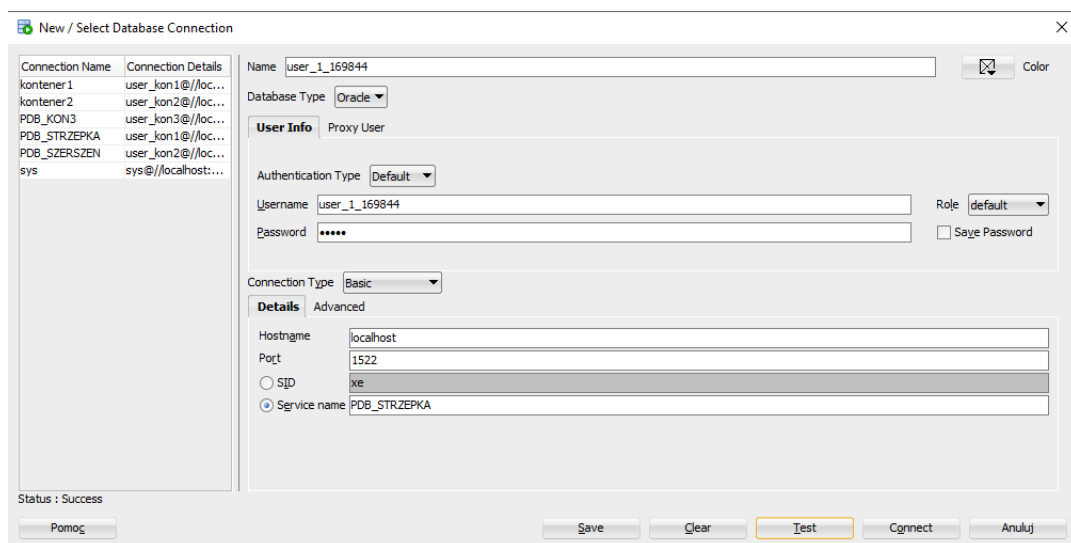 New / Select Database Connection
Connection Name Connection Details
kontener1 user_kon1@//loc...
kontener2 user_kon2@//loc...
PDB_KON3 user_kon3@//loc...
PDB_STRZEPKA user_kon1@//loc...
PDB_SZERSZEN user_kon2@//loc...
sys sys@//localhost:...
Name user_1_169844 Color
Database Type Oracle
User Info Proxy User
Authentication Type Default
Username user_1_169844 Role default
Password ••••• Save Password
Connection Type Basic
Details Advanced
Hostname localhost
Port 1522
SID xe
Service name PDB_STRZEPKA
Status : Success
Pomoc Save Clear Test Connect Anuluj